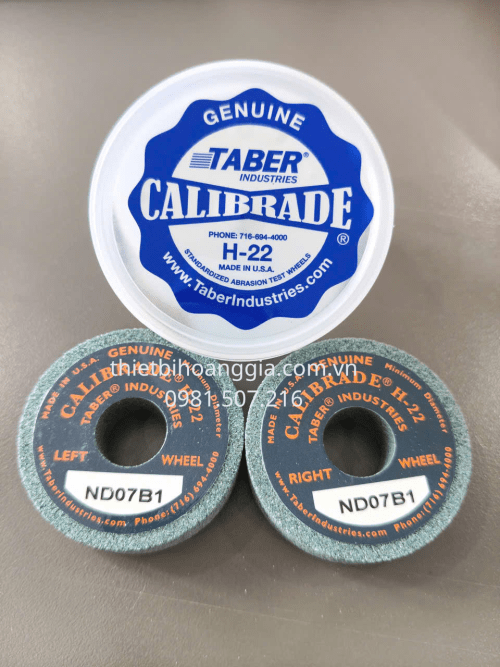 GENUINE
TABER®
INDUSTRIES
CALIBRADE®
PHONE: 716-694-4000
H-22
MADE IN U.S.A.
STANDARDIZED ABRASION TEST WHEELS
www.TaberIndustries.com
thietbihoanggia.com.vn
0981 507 216
MADE IN U.S.A. GENUINE Minimum Diameter
CALIBRADE® H-22
TABER® INDUSTRIES
LEFT WHEEL
ND07B1
www.TaberIndustries.com Phone:(716) 694-4000
MADE IN U.S.A. GENUINE Minimum Diameter
CALIBRADE® H-22
TABER® INDUSTRIES
RIGHT WHEEL
ND07B1
www.TaberIndustries.com Phone:(716) 694-4000